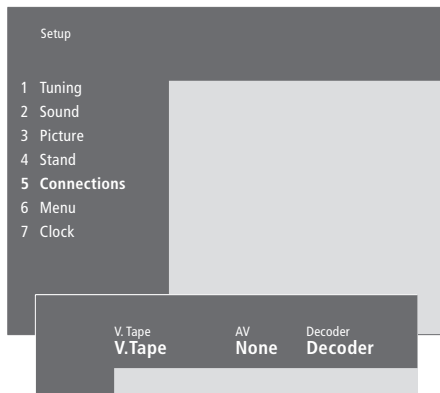 Setup
1 Tuning
2 Sound
3 Picture
4 Stand
5 Connections
6 Menu
7 Clock
V. Tape AV Decoder
V.Tape None Decoder